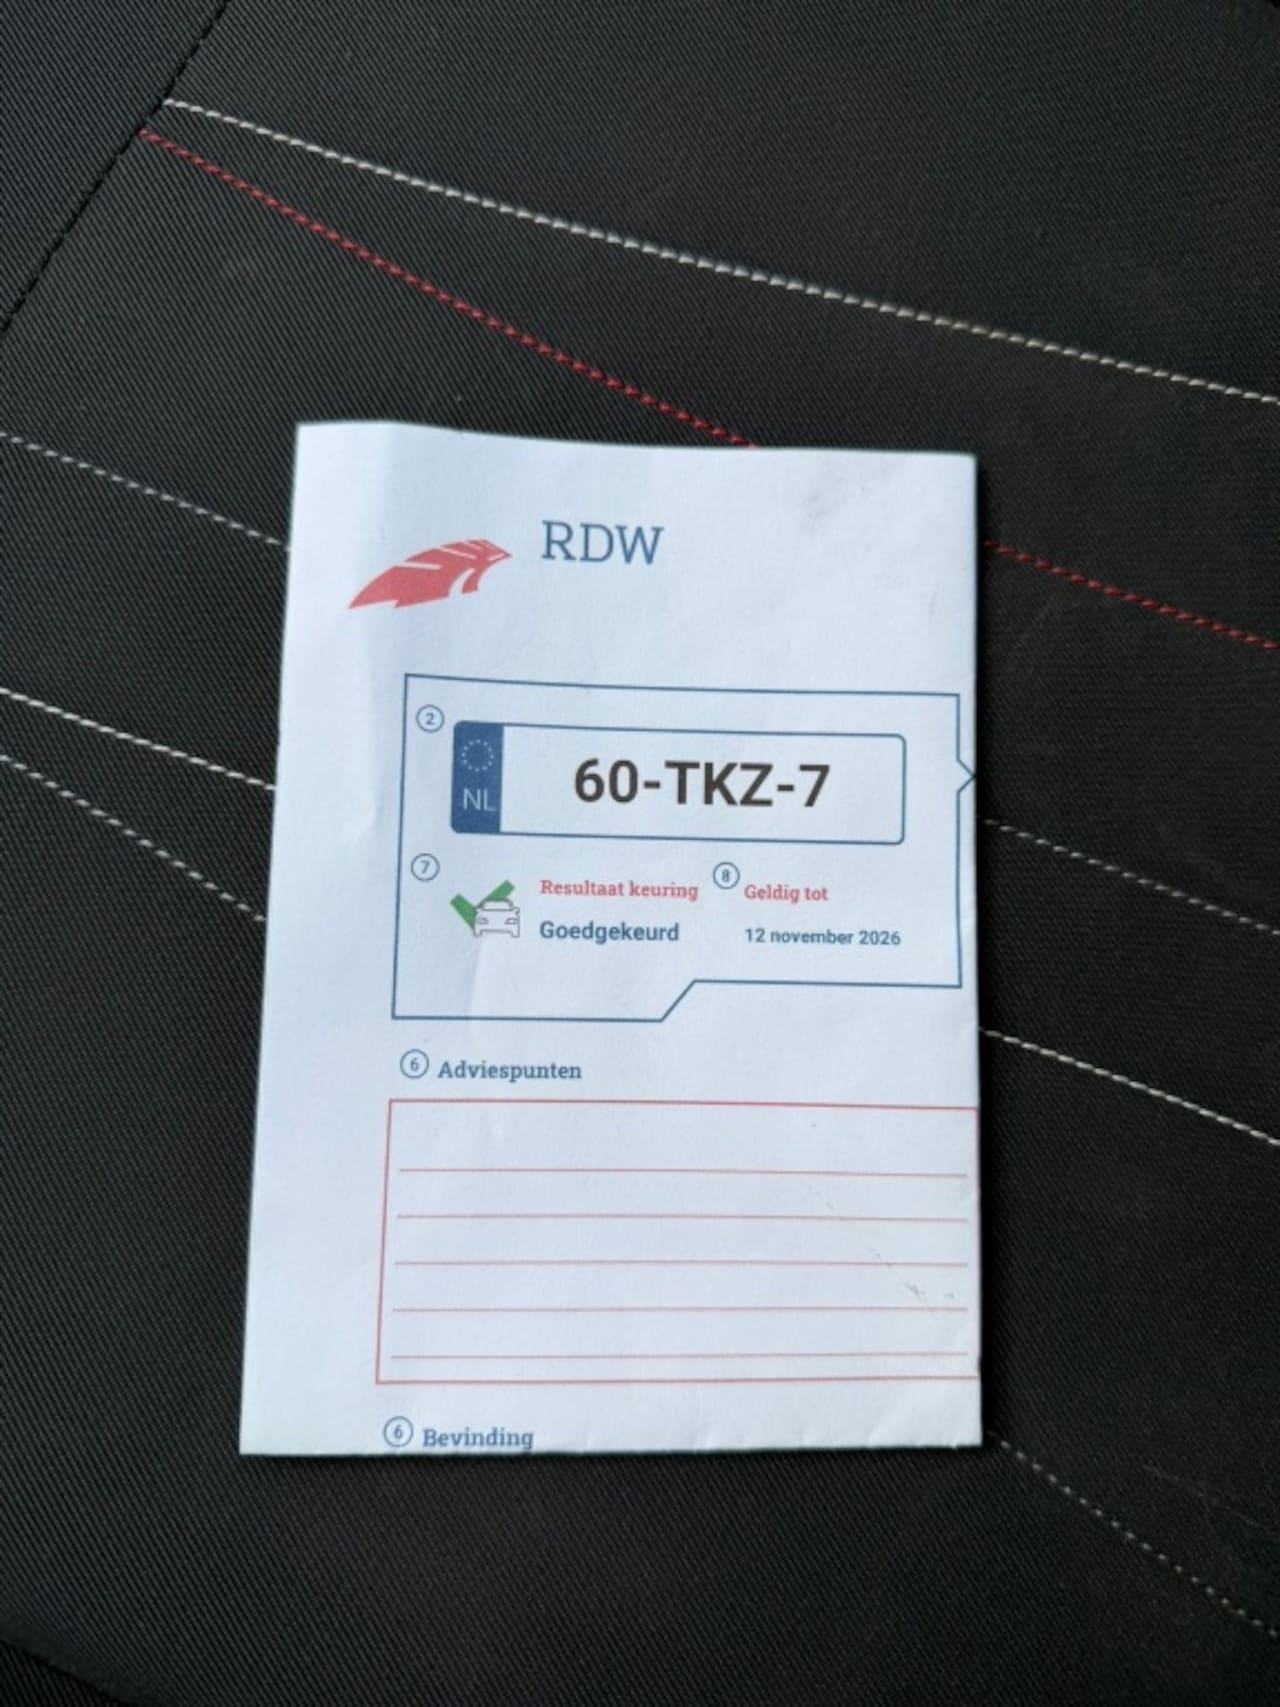 RDW
2
NL
60-TKZ-7
7
Resultaat keuring
8
Geldig tot
Goedgekeurd
12 november 2026
6 Adviespunten
6 Bevinding